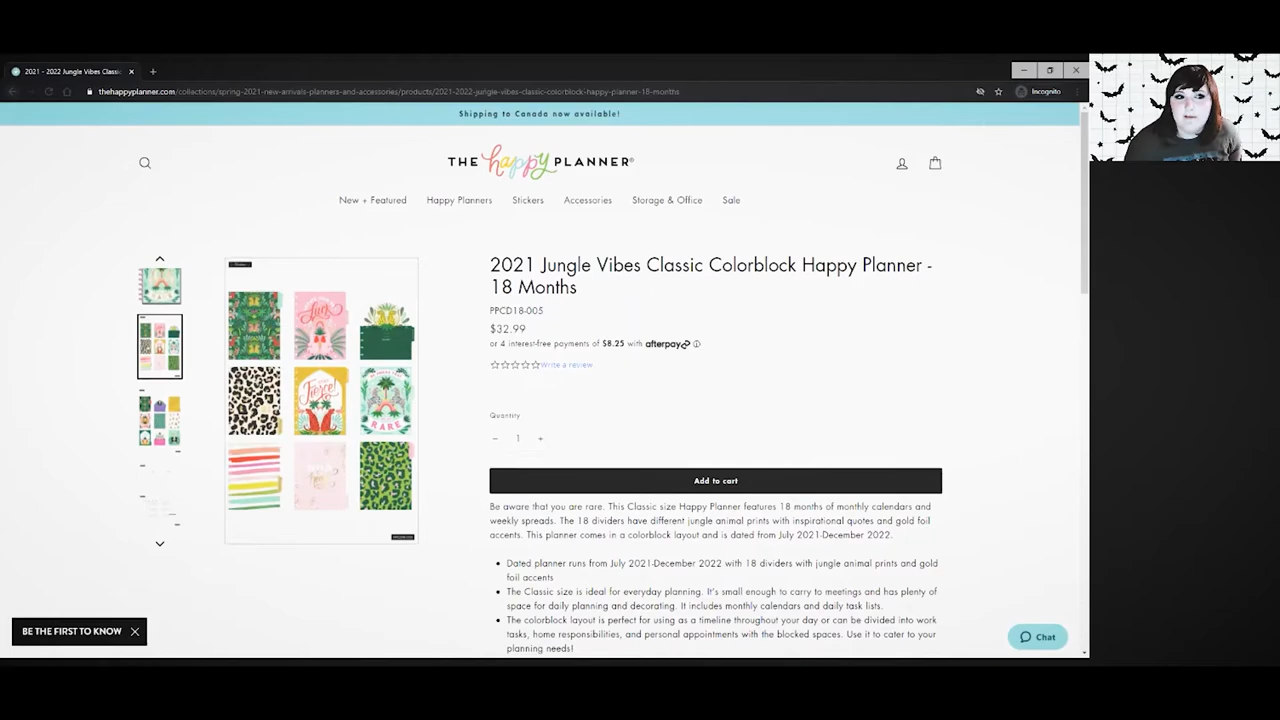 2021 - 2022 Jungle Vibes Classic
thehappyplanner.com/collections/spring-2021-new-arrivals-planners-and-accessories/products/2021-2022-jungle-vibes-classic-colorblock-happy-planner-18-months
Incognito
Shipping to Canada now available!
THE happy PLANNER®
New + Featured Happy Planners Stickers Accessories Storage & Office Sale
2021 Jungle Vibes Classic Colorblock Happy Planner -
18 Months
PPCD18-005
$32.99
or 4 interest-free payments of $8.25 with afterpay
Write a review
Quantity
− 1 +
Add to cart
Be aware that you are rare. This Classic size Happy Planner features 18 months of monthly calendars and
weekly spreads. The 18 dividers have different jungle animal prints with inspirational quotes and gold foil
accents. This planner comes in a colorblock layout and is dated from July 2021-December 2022.
Dated planner runs from July 2021-December 2022 with 18 dividers with jungle animal prints and gold
foil accents
The Classic size is ideal for everyday planning. It's small enough to carry to meetings and has plenty of
space for daily planning and decorating. It includes monthly calendars and daily task lists.
The colorblock layout is perfect for using as a timeline throughout your day or can be divided into work
tasks, home responsibilities, and personal appointments with the blocked spaces. Use it to cater to your
planning needs!
Fierce!
RARE
BE THE FIRST TO KNOW
Chat